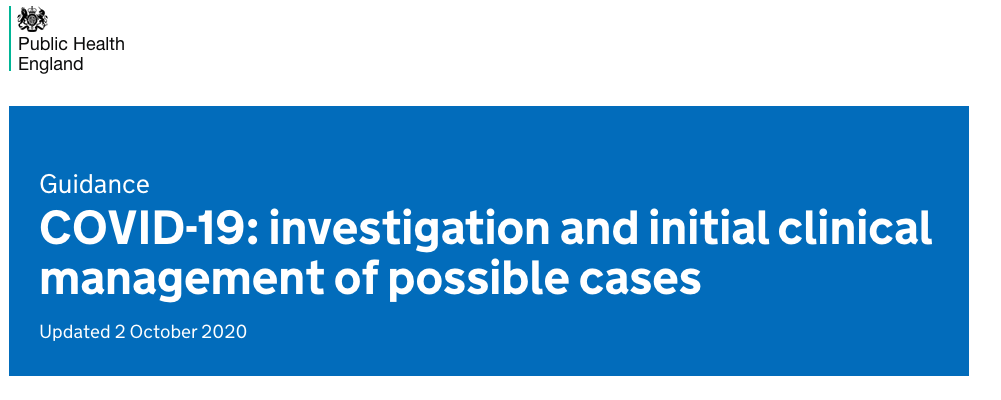 Public Health
England
Guidance
COVID-19: investigation and initial clinical
management of possible cases
Updated 2 October 2020